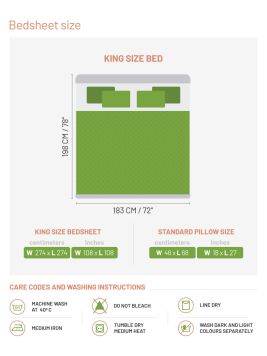 Bedsheet size
KING SIZE BED
198 CM / 78"
183 CM / 72"
KING SIZE BEDSHEET
centimeters inches
W 274 x L 274 W 108 x L 108
STANDARD PILLOW SIZE
centimeters inches
W 46 x L 68 W 18 x L 27
CARE CODES AND WASHING INSTRUCTIONS
MACHINE WASH
AT 40°C
DO NOT BLEACH
LINE DRY
MEDIUM IRON
TUMBLE DRY
MEDIUM HEAT
WASH DARK AND LIGHT
COLOURS SEPARATELY